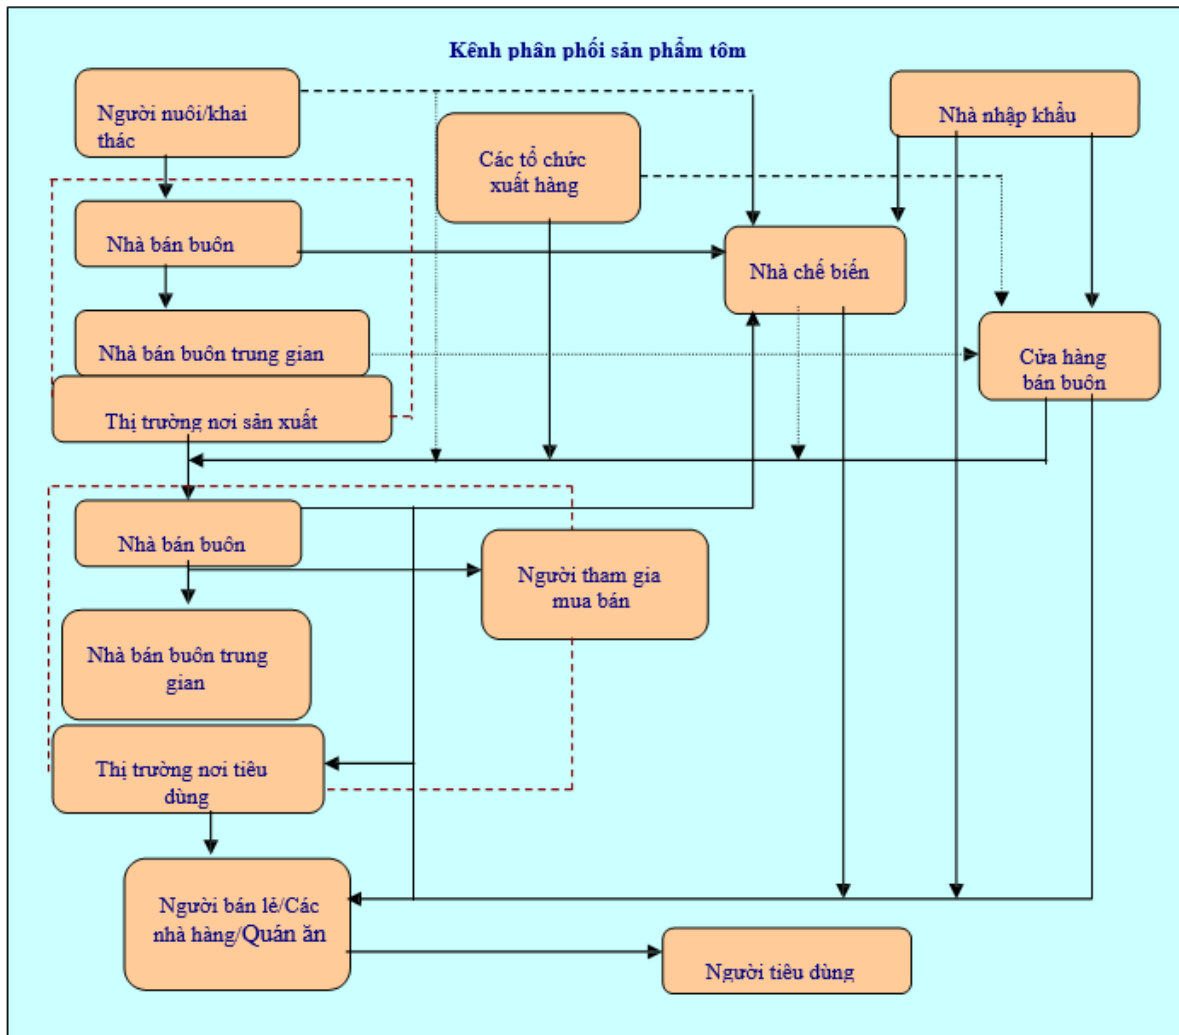 Kênh phân phối sản phẩm tôm
Người nuôi/khai
thác
Nhà nhập khẩu
Các tổ chức
xuất hàng
Nhà bán buôn
Nhà chế biến
Nhà bán buôn trung gian
Cửa hàng
bán buôn
Thị trường nơi sản xuất
Nhà bán buôn
Người tham gia
mua bán
Nhà bán buôn trung
gian
Thị trường nơi tiêu
dùng
Người bán lẻ/Các
nhà hàng/Quán ăn
Người tiêu dùng